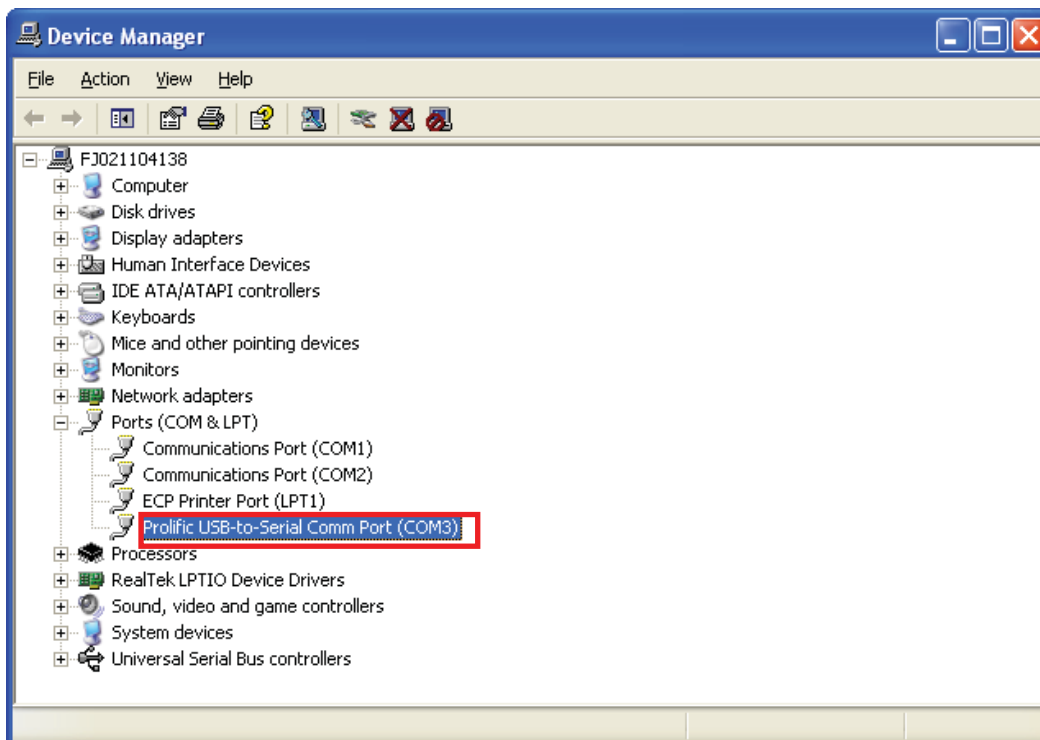 Device Manager
File Action View Help
FJ021104138
Computer
Disk drives
Display adapters
Human Interface Devices
IDE ATA/ATAPI controllers
Keyboards
Mice and other pointing devices
Monitors
Network adapters
Ports (COM & LPT)
Communications Port (COM1)
Communications Port (COM2)
ECP Printer Port (LPT1)
Prolific USB-to-Serial Comm Port (COM3)
Processors
RealTek LPTIO Device Drivers
Sound, video and game controllers
System devices
Universal Serial Bus controllers